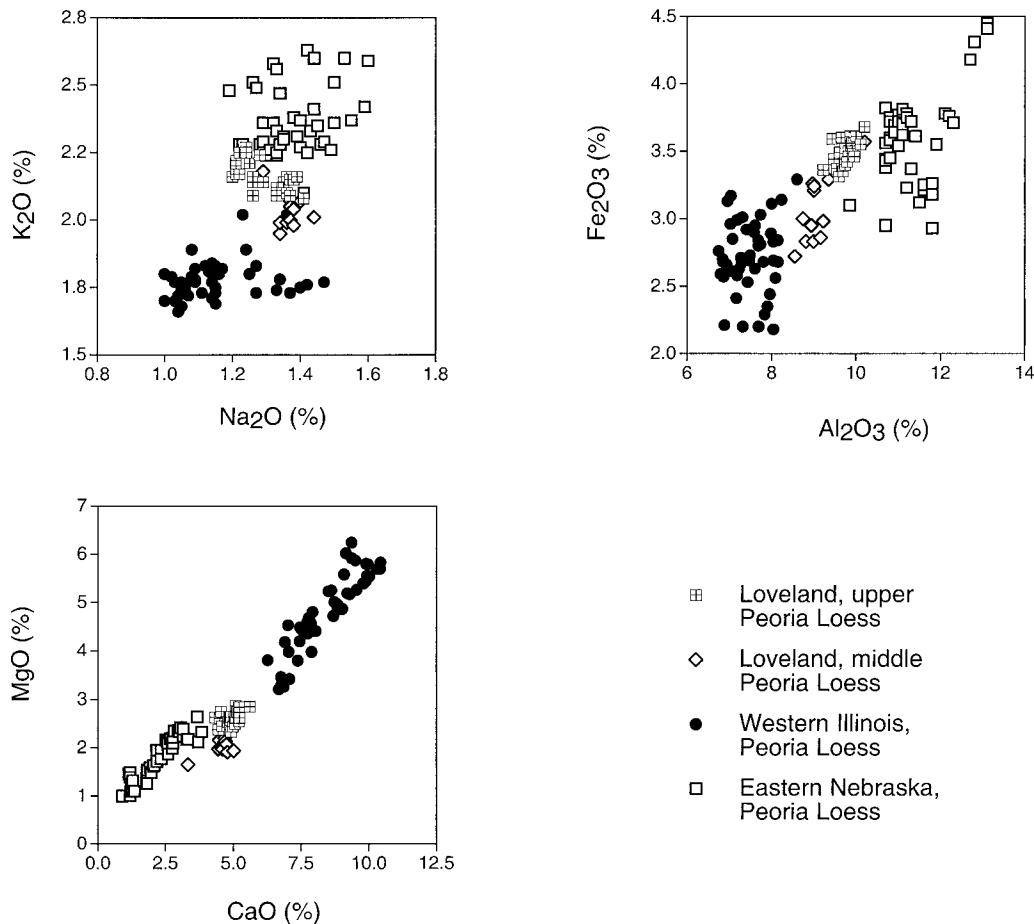 2.8
2.5
2.2
2.0
1.8
1.5
K2O (%)
0.8
1.0
1.2
1.4
1.6
1.8
Na2O (%)
4.5
4.0
3.5
3.0
2.5
2.0
Fe2O3 (%)
6
8
10
12
14
Al2O3 (%)
7
6
5
4
3
2
1
0
MgO (%)
0.0
2.5
5.0
7.5
10.0
12.5
CaO (%)
Loveland, upper
Peoria Loess
Loveland, middle
Peoria Loess
Western Illinois,
Peoria Loess
Eastern Nebraska,
Peoria Loess